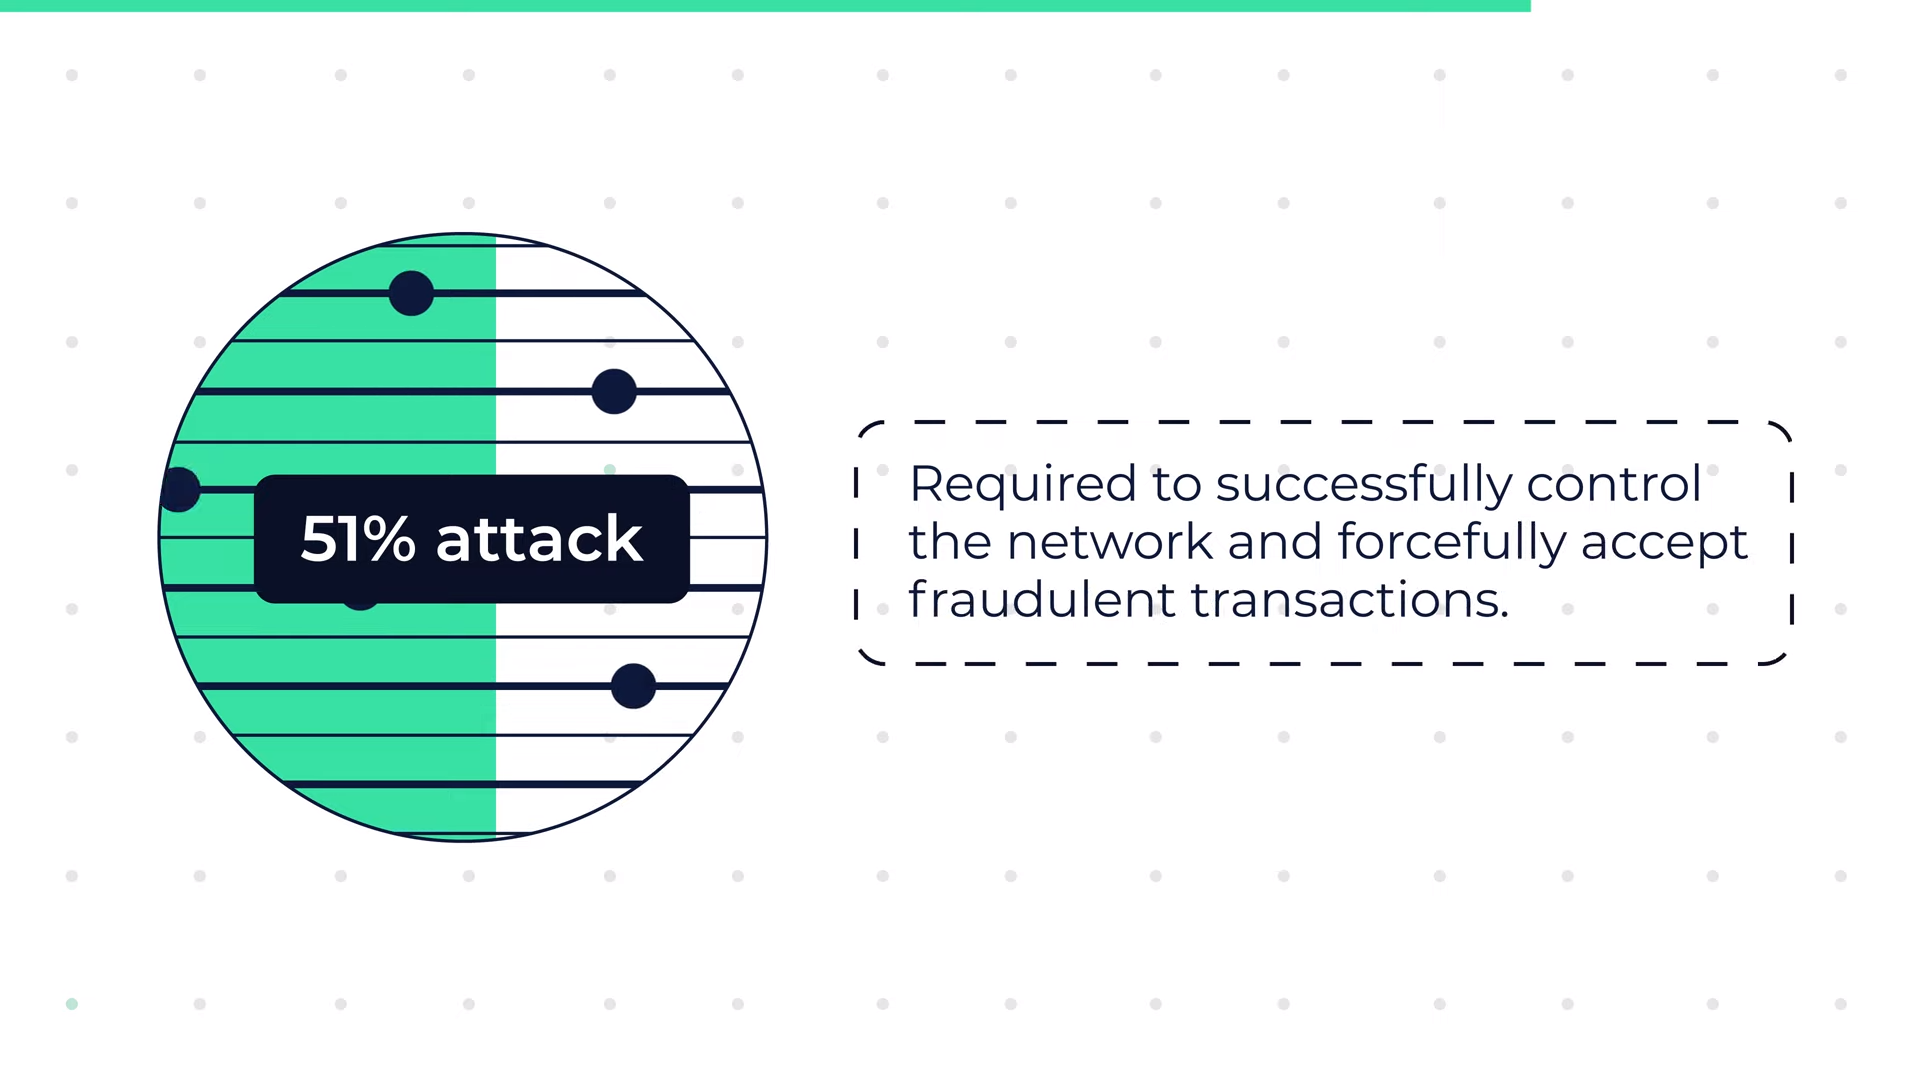 51% attack
Required to successfully control
the network and forcefully accept
fraudulent transactions.